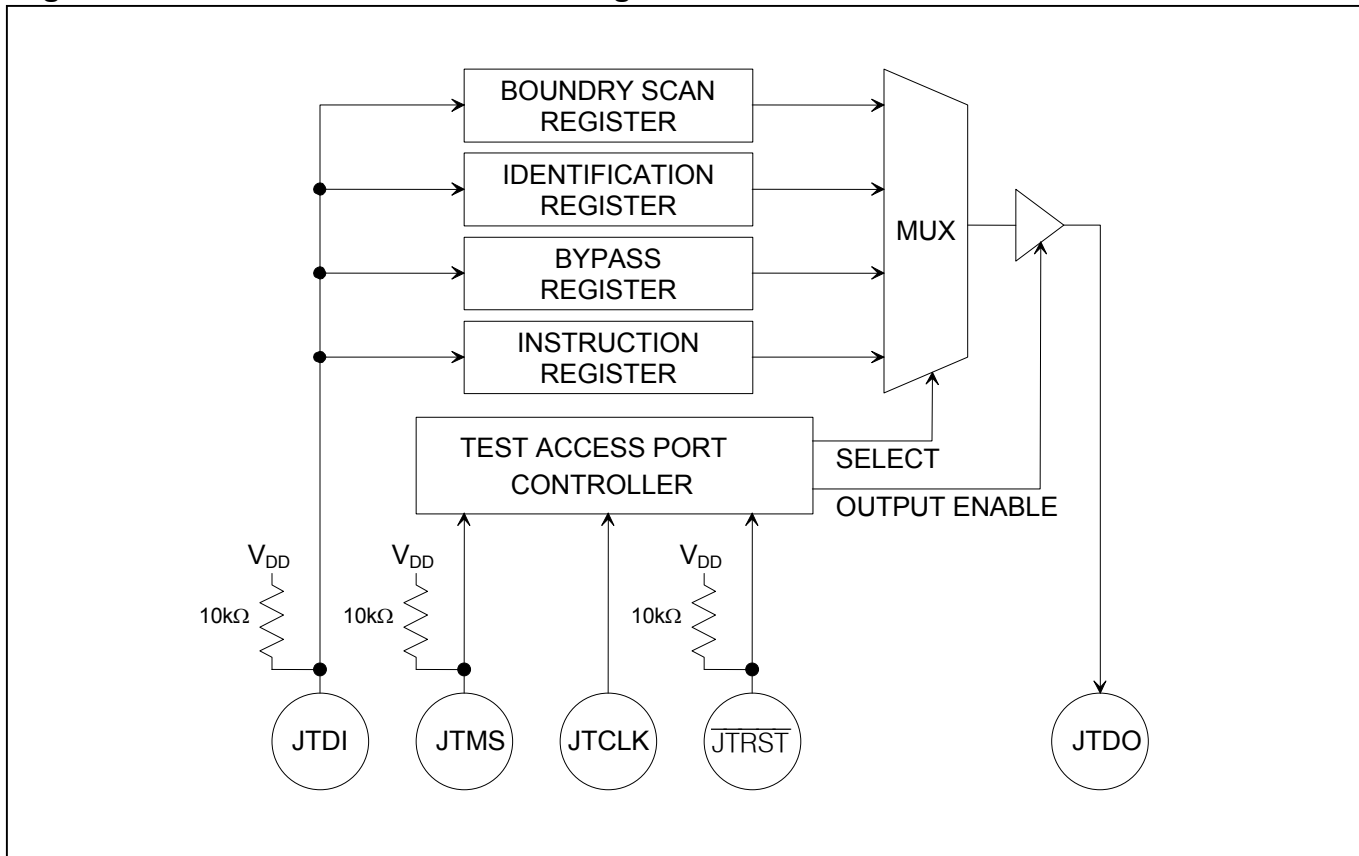 BOUNDRY SCAN
REGISTER
IDENTIFICATION
REGISTER
BYPASS
REGISTER
INSTRUCTION
REGISTER
MUX
TEST ACCESS PORT
CONTROLLER
SELECT
OUTPUT ENABLE
VDD
10kΩ
VDD
10kΩ
VDD
10kΩ
JTDI
JTMS
JTCLK
JTRST
JTDO